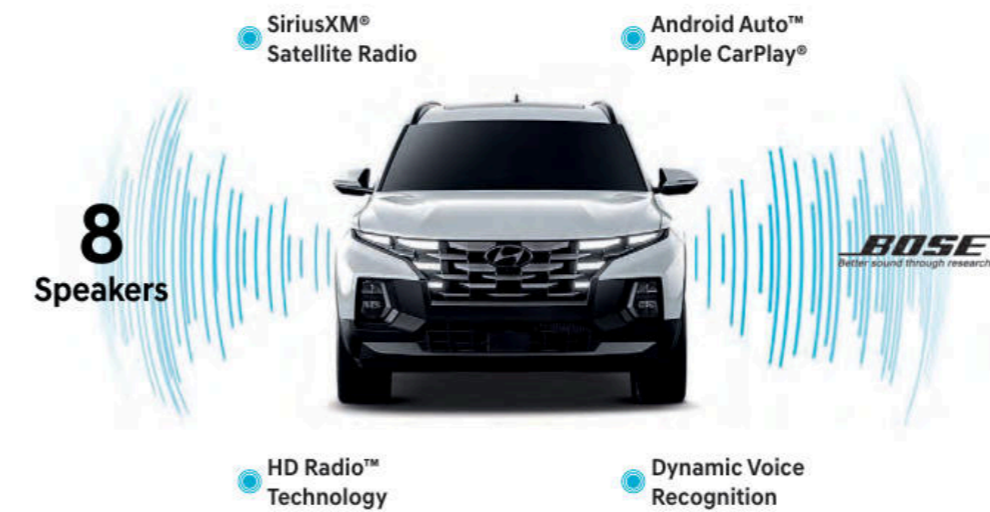 SiriusXM®
Satellite Radio
Android Auto™
Apple CarPlay®
8
Speakers
BOSE
Better sound through research
HD Radio™
Technology
Dynamic Voice
Recognition